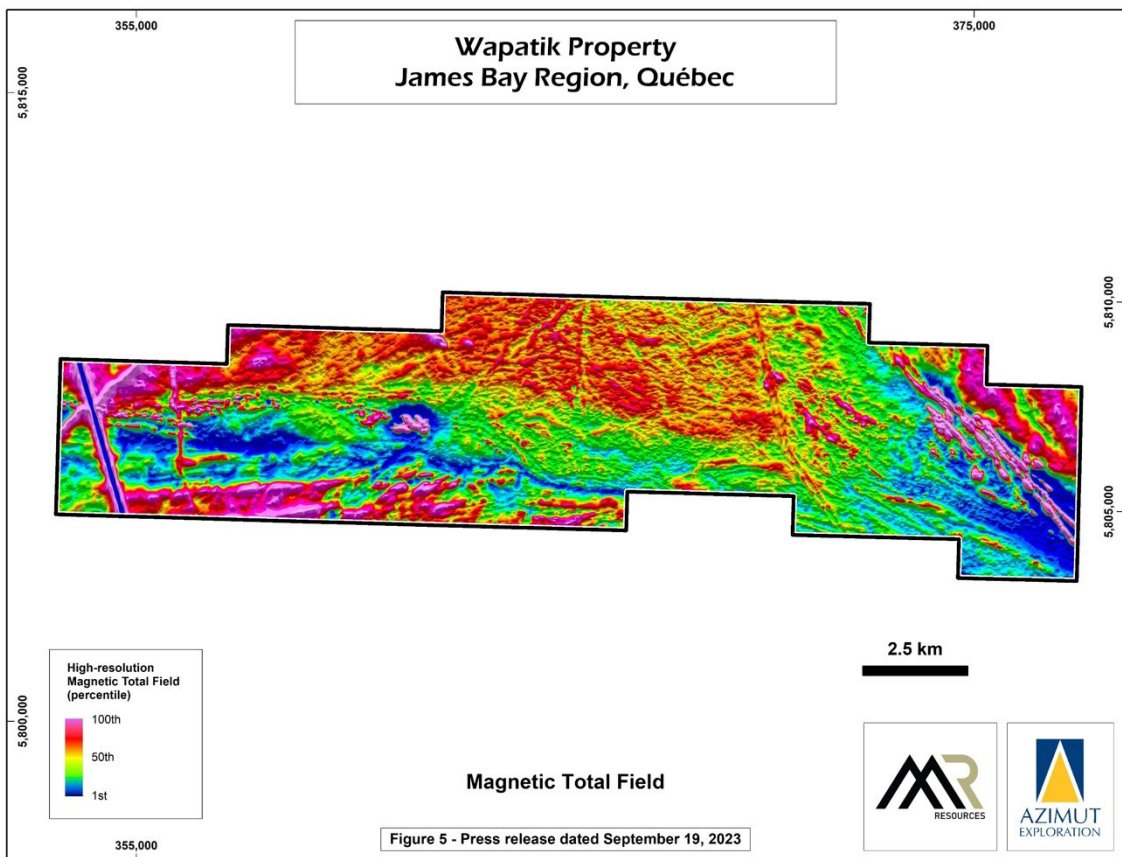 355,000
375,000
Wapatik Property
James Bay Region, Québec
5,815,000
5,810,000
5,805,000
2.5 km
High-resolution
Magnetic Total Field
(percentile)
100th
50th
1st
5,800,000
Magnetic Total Field
MR
RESOURCES
AZIMUT
EXPLORATION
Figure 5 - Press release dated September 19, 2023
355,000